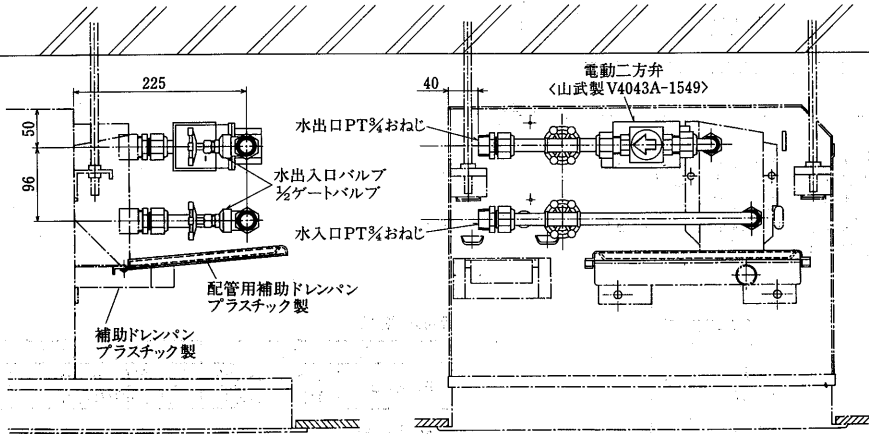 225
50
96
40
電動二方弁
〈山武製V4043A-1549〉
水出口PT¾おねじ
水出入口バルブ
½ゲートバルブ
水入口PT¾おねじ
配管用補助ドレンパン
プラスチック製
補助ドレンパン
プラスチック製